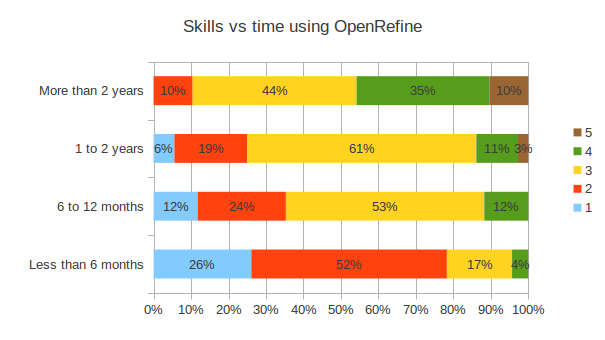 Skills vs time using OpenRefine
More than 2 years 10% 44% 35% 10%
1 to 2 years 6% 19% 61% 11% 3%
6 to 12 months 12% 24% 53% 12%
Less than 6 months 26% 52% 17% 4%
0% 10% 20% 30% 40% 50% 60% 70% 80% 90% 100%
5
4
3
2
1